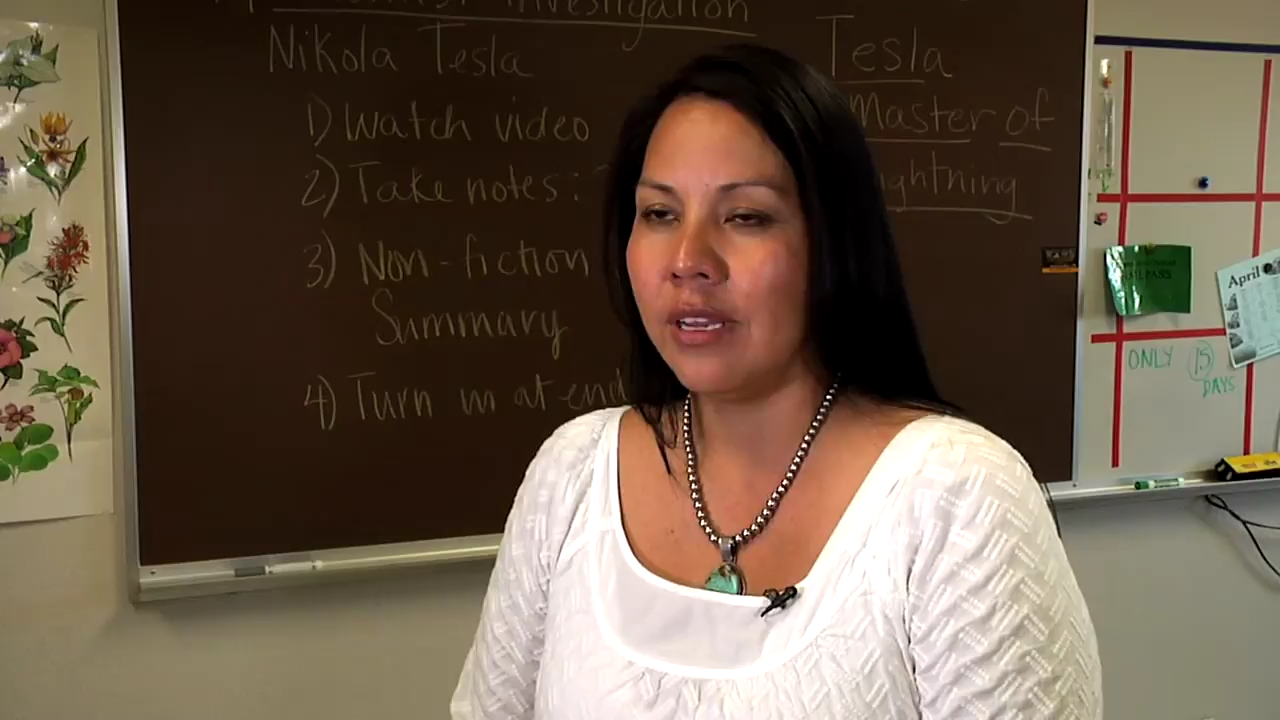 Investigation
Nikola Tesla
1) Watch video
2) Take notes:
3) Non-fiction
Summary
4) Turn in at end
Tesla
Master of
ightning
April
ONLY 15
DAYS